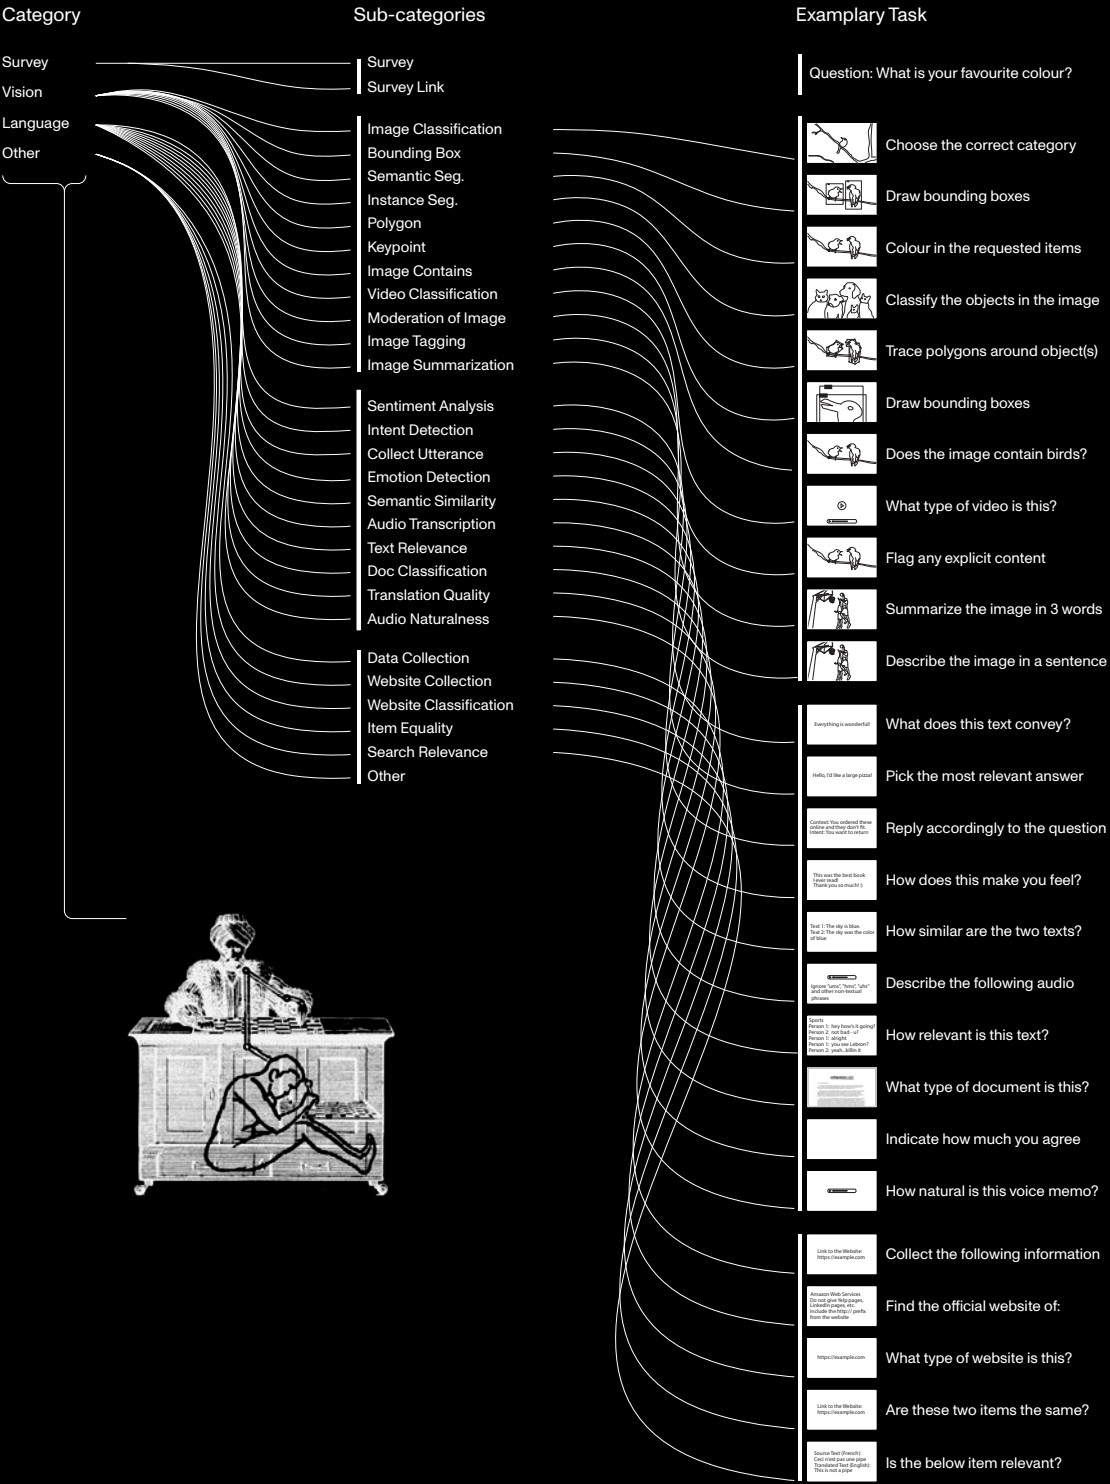 Category
Sub-categories
Examplary Task
Survey
Vision
Language
Other
Survey
Survey Link
Image Classification
Bounding Box
Semantic Seg.
Instance Seg.
Polygon
Keypoint
Image Contains
Video Classification
Moderation of Image
Image Tagging
Image Summarization
Sentiment Analysis
Intent Detection
Collect Utterance
Emotion Detection
Semantic Similarity
Audio Transcription
Text Relevance
Doc Classification
Translation Quality
Audio Naturalness
Data Collection
Website Collection
Website Classification
Item Equality
Search Relevance
Other
Question: What is your favourite colour?
Choose the correct category
Draw bounding boxes
Colour in the requested items
Classify the objects in the image
Trace polygons around object(s)
Draw bounding boxes
Does the image contain birds?
What type of video is this?
Flag any explicit content
Summarize the image in 3 words
Describe the image in a sentence
Everything is wonderful!
What does this text convey?
Hello, I'd like a large pizza!
Pick the most relevant answer
Context: You ordered these
online and they don't fit.
Intent: You want to return
Reply accordingly to the question
This was the best book
I ever read!
Thank you so much! :)
How does this make you feel?
Text 1: The sky is blue.
Text 2: The sky was the color
of blue
How similar are the two texts?
Ignore "ums", "hms", "uhs"
and other non-textual
phrases
Describe the following audio
Sports
Person 1: hey how's it going?
Person 2: not bad - u?
Person 1: alright
Person 1: you see Lebron?
Person 2: yeah...killin it
How relevant is this text?
What type of document is this?
Indicate how much you agree
How natural is this voice memo?
Link to the Website:
https://example.com
Collect the following information
Amazon Web Services
Do not give Yelp pages,
LinkedIn pages, etc.
Include the http:// prefix
from the website
Find the official website of:
https://example.com
What type of website is this?
Link to the Website:
https://example.com
Are these two items the same?
Source Text (French):
Ceci n'est pas une pipe
Translated Text (English):
This is not a pipe
Is the below item relevant?